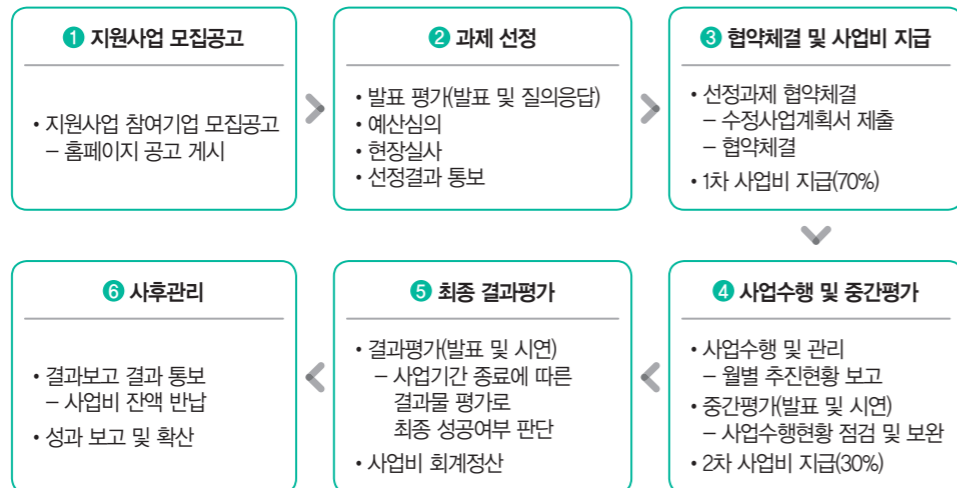 ❶ 지원사업 모집공고
• 지원사업 참여기업 모집공고
– 홈페이지 공고 게시
❷ 과제 선정
• 발표 평가(발표 및 질의응답)
• 예산심의
• 현장실사
• 선정결과 통보
❸ 협약체결 및 사업비 지급
• 선정과제 협약체결
– 수정사업계획서 제출
– 협약체결
• 1차 사업비 지급(70%)
❹ 사업수행 및 중간평가
• 사업수행 및 관리
– 월별 추진현황 보고
• 중간평가(발표 및 시연)
– 사업수행현황 점검 및 보완
• 2차 사업비 지급(30%)
❺ 최종 결과평가
• 결과평가(발표 및 시연)
– 사업기간 종료에 따른
결과물 평가로
최종 성공여부 판단
• 사업비 회계정산
❻ 사후관리
• 결과보고 결과 통보
– 사업비 잔액 반납
• 성과 보고 및 확산